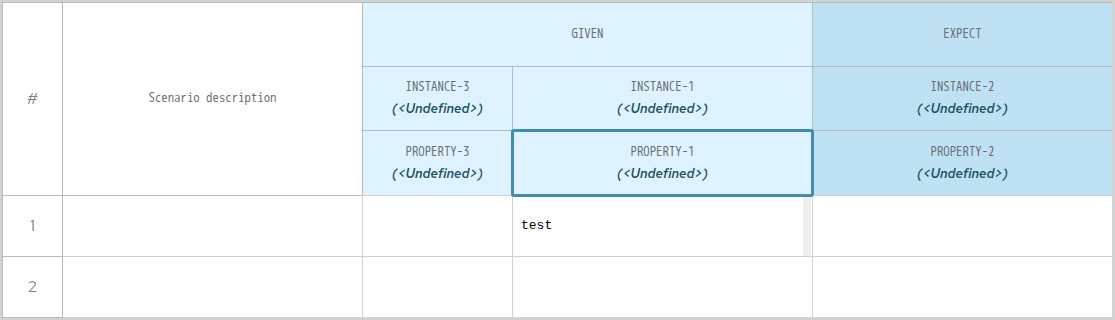 #
Scenario description
GIVEN
EXPECT
INSTANCE-3
(<Undefined>)
INSTANCE-1
(<Undefined>)
INSTANCE-2
(<Undefined>)
PROPERTY-3
(<Undefined>)
PROPERTY-1
(<Undefined>)
PROPERTY-2
(<Undefined>)
1
test
2